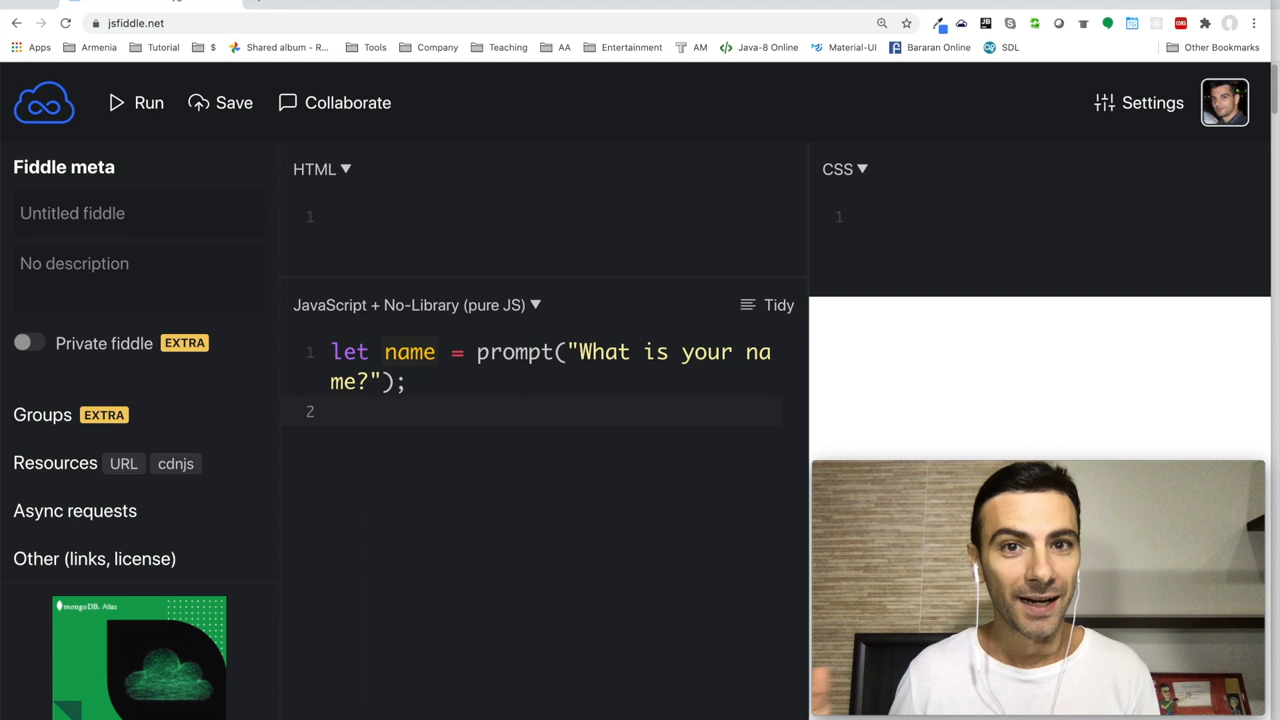 jsfiddle.net
Apps Armenia Tutorial $ Shared album - R... Tools Company Teaching AA Entertainment AM Java-8 Online Material-UI Bararan Online SDL Other Bookmarks
Run Save Collaborate Settings
Fiddle meta
Untitled fiddle
No description
Private fiddle EXTRA
Groups EXTRA
Resources URL cdnjs
Async requests
Other (links, license)
mongoDB. Atlas
HTML
1
CSS
1
JavaScript + No-Library (pure JS) Tidy
1 let name = prompt("What is your na
me?");
2